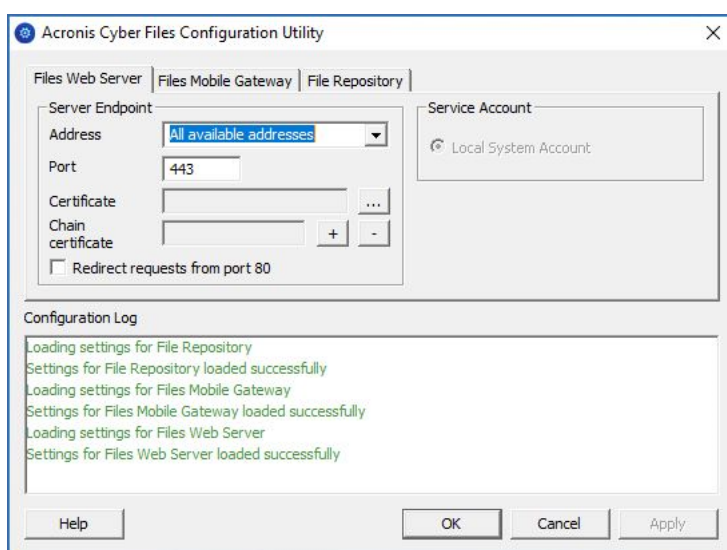 Acronis Cyber Files Configuration Utility
Files Web Server
Files Mobile Gateway
File Repository
Server Endpoint
Address
All available addresses
Port
443
Certificate
...
Chain
certificate
+
-
Redirect requests from port 80
Service Account
Local System Account
Configuration Log
Loading settings for File Repository
Settings for File Repository loaded successfully
Loading settings for Files Mobile Gateway
Settings for Files Mobile Gateway loaded successfully
Loading settings for Files Web Server
Settings for Files Web Server loaded successfully
Help
OK
Cancel
Apply